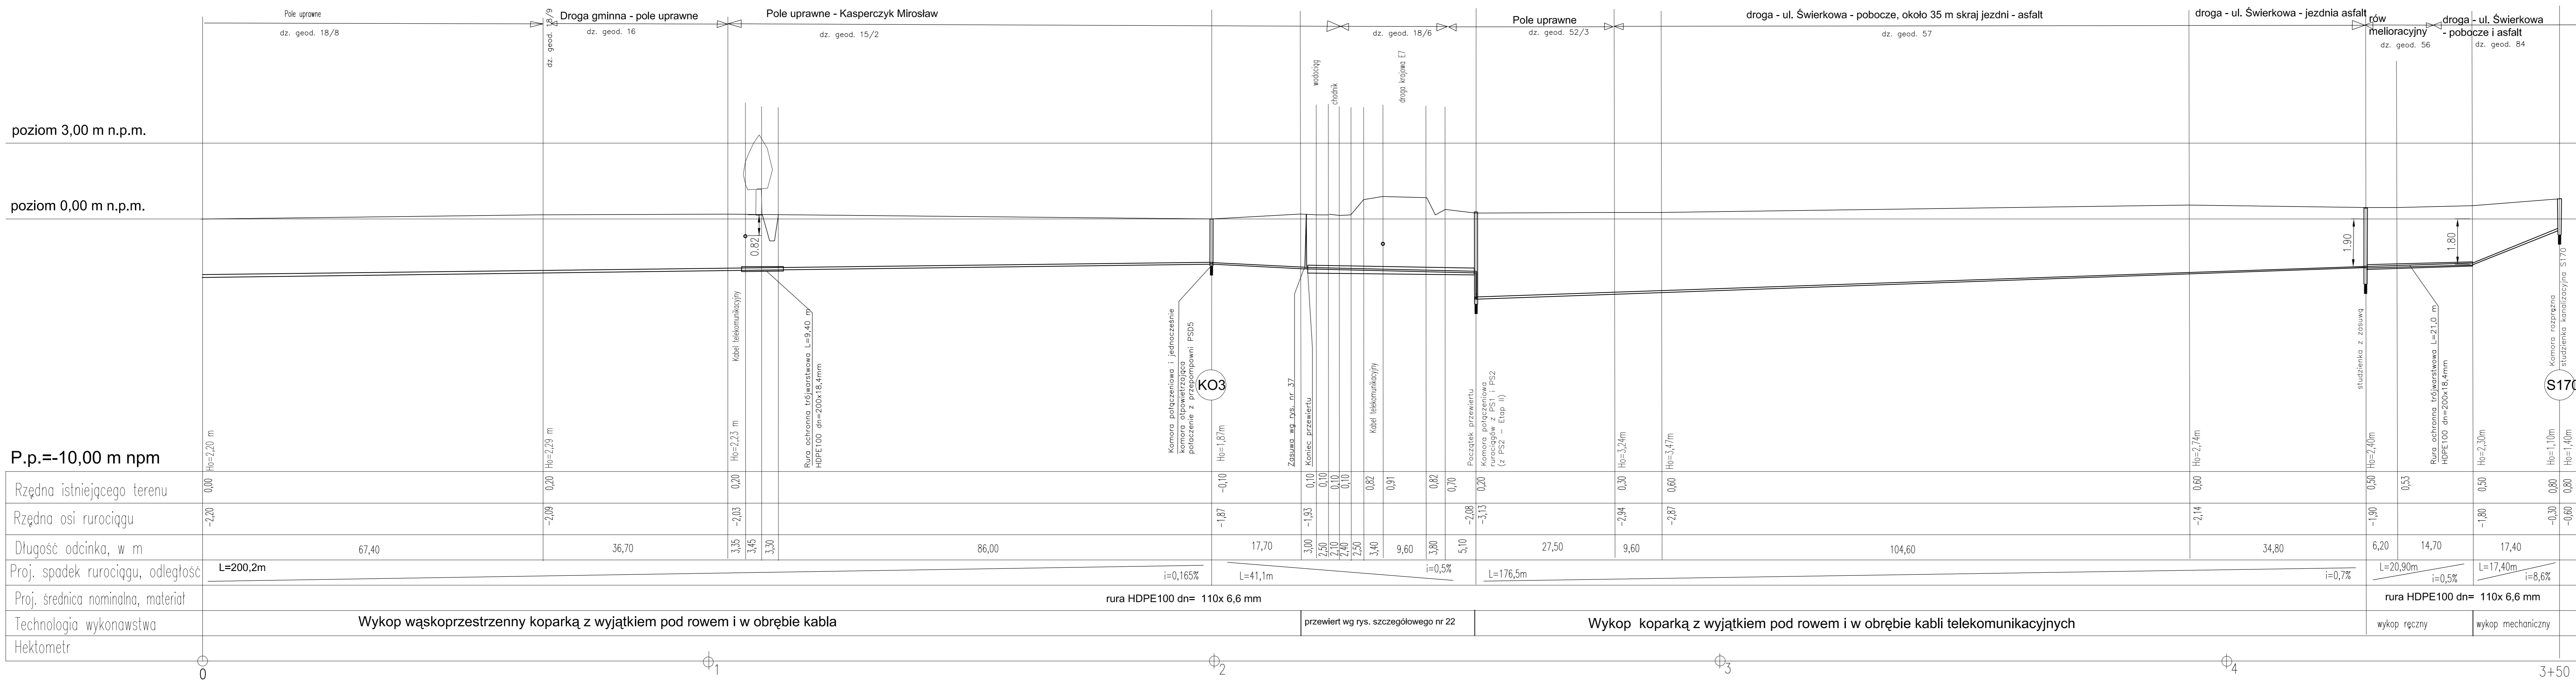 Pole uprawne
dz. geod. 18/8
dz. geod. 18/9
Droga gminna - pole uprawne
dz. geod. 16
Pole uprawne - Kasperczyk Mirosław
dz. geod. 15/2
dz. geod. 18/6
Pole uprawne
dz. geod. 52/3
droga - ul. Świerkowa - pobocze, około 35 m skraj jezdni - asfalt
dz. geod. 57
droga - ul. Świerkowa - jezdnia asfalt
rów
melioracyjny
dz. geod. 56
droga - ul. Świerkowa
- pobocze i asfalt
dz. geod. 84
wodociąg
chodnik
droga krajowa E7
poziom 3,00 m n.p.m.
poziom 0,00 m n.p.m.
0.82
1.90
1.80
Kabel telekomunikacyjny
Rura ochronna trójwarstwowa L=9,40 m
HDPE100 dn=200x18,4mm
Komora połączeniowa i jednocześnie
komora odpowietrzająca
połączenie z przepompowni PSD5
KO3
Zasuwa wg rys. nr 37
Koniec przewiertu
Kabel telekomunikacyjny
Początek przewiertu
Komora połączeniowa
rurociągów z PS1 i PS2
(z PS2 - Etap II)
studzienka z zasuwą
Rura ochronna trójwarstwowa L=21,0 m
HDPE100 dn=200x18,4mm
Komora rozprężna
studzienka kanalizacyjna S170
S170
P.p.=-10,00 m npm
Ho=2,20 m
Ho=2,29 m
Ho=2,23 m
Ho=1,87m
Ho=3,24m
Ho=3,47m
Ho=2,74m
Ho=2,40m
Ho=2,30m
Ho=1,10m
Ho=1,40m
Rzędna istniejącego terenu
0,00 0,20 0,20 -0,10 0,10 0,10 0,10 0,10 0,82 0,91 0,82 0,70 0,20 0,30 0,60 0,60 0,50 0,53 0,50 0,80 0,80
Rzędna osi rurociągu
-2,20 -2,09 -2,03 -1,87 -1,93 -2,08 -3,13 -2,94 -2,87 -2,14 -1,90 -1,80 -0,30 -0,60
Długość odcinka, w m
67,40 36,70 3,35 3,45 3,30 86,00 17,70 3,00 2,50 2,10 2,40 2,50 3,40 9,60 3,80 5,10 27,50 9,60 104,60 34,80 6,20 14,70 17,40
Proj. spadek rurociągu, odległość
L=200,2m i=0,165% L=41,1m i=0,5% L=176,5m i=0,7% L=20,90m i=0,5% L=17,40m i=8,6%
Proj. średnica nominalna, materiał
rura HDPE100 dn= 110x 6,6 mm rura HDPE100 dn= 110x 6,6 mm
Technologia wykonawstwa
Wykop wąskoprzestrzenny koparką z wyjątkiem pod rowem i w obrębie kabla
przewiert wg rys. szczegółowego nr 22
Wykop koparką z wyjątkiem pod rowem i w obrębie kabli telekomunikacyjnych
wykop ręczny
wykop mechaniczny
Hektometr
0 1 2 3 4 3+50